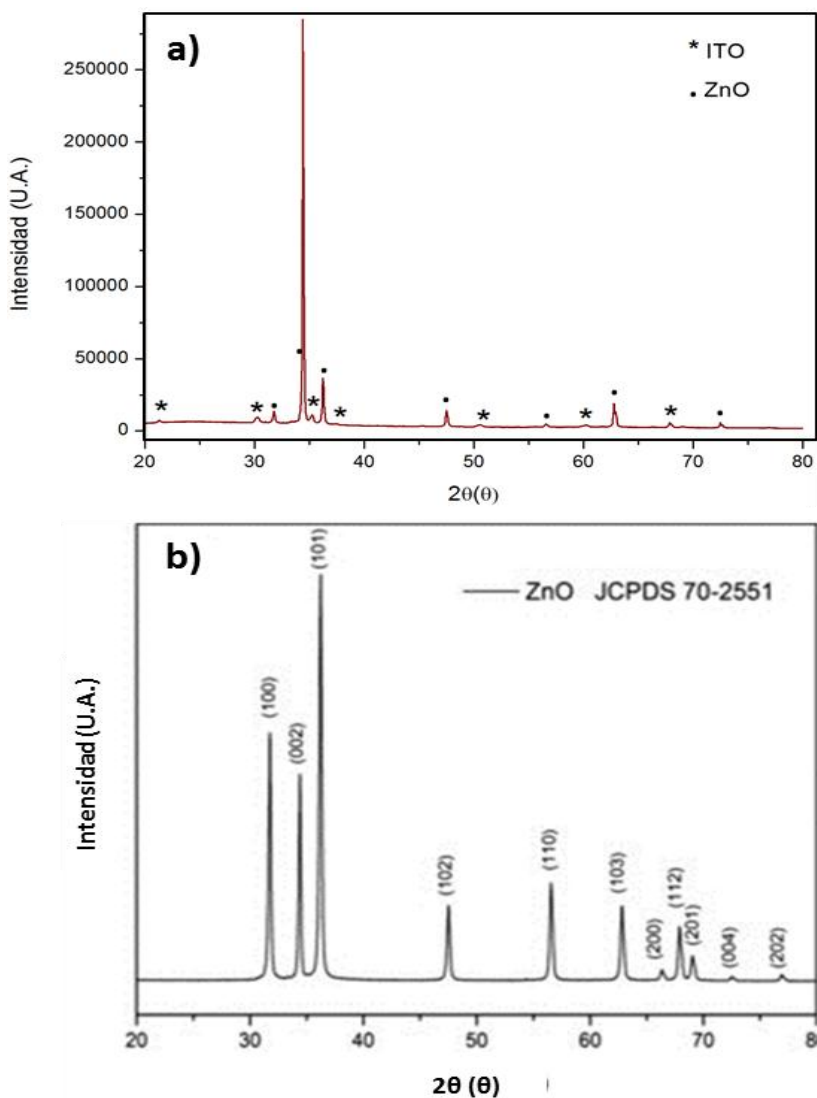 a)
* ITO
• ZnO
Intensidad (U.A.)
250000
200000
150000
100000
50000
0
20 30 40 50 60 70 80
2θ(θ)
b)
ZnO JCPDS 70-2551
Intensidad (U.A.)
(100)
(002)
(101)
(102)
(110)
(103)
(200)
(112)
(201)
(004)
(202)
20 30 40 50 60 70 80
2θ (θ)